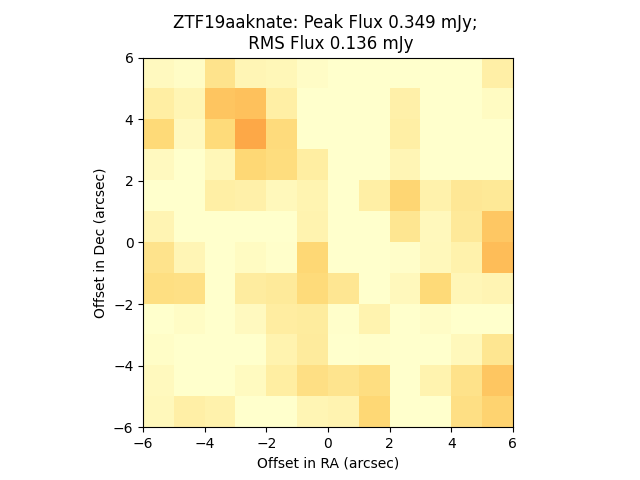 ZTF19aaknate: Peak Flux 0.349 mJy;
RMS Flux 0.136 mJy
6
4
2
0
−2
−4
−6
Offset in Dec (arcsec)
−6 −4 −2 0 2 4 6
Offset in RA (arcsec)